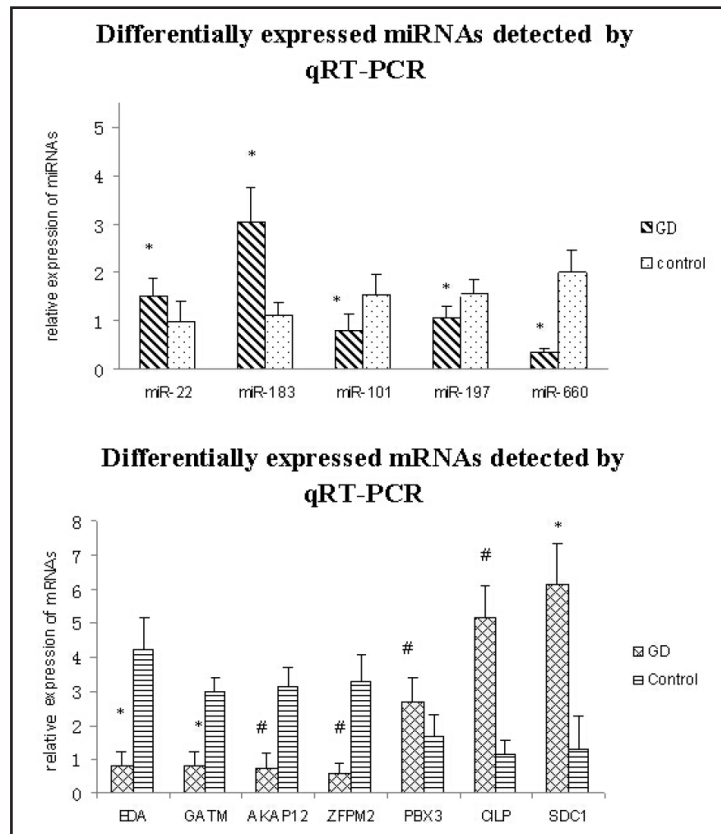 Differentially expressed miRNAs detected by
qRT-PCR
relative expression of miRNAs
5
4
3
2
1
0
*
*
*
*
*
GD
control
miR-22 miR-183 miR-101 miR-197 miR-660
Differentially expressed mRNAs detected by
qRT-PCR
relative expression of mRNAs
8
7
6
5
4
3
2
1
0
*
*
#
#
#
#
*
GD
Control
EDA GATM AKAP12 ZFPM2 PBX3 CILP SDC1